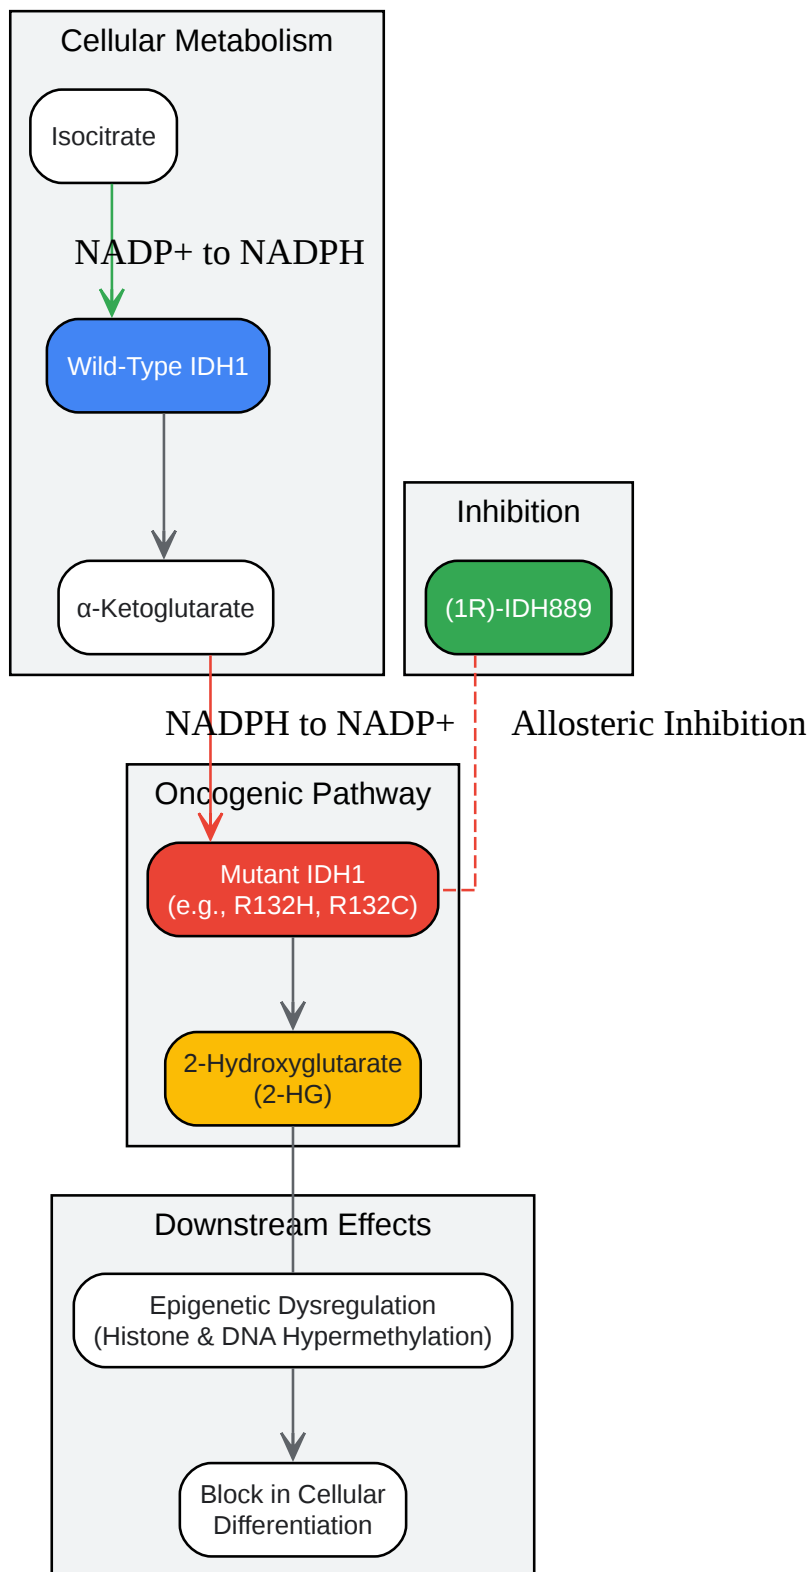 Cellular Metabolism
Isocitrate
NADP+ to NADPH
Wild-Type IDH1
α-Ketoglutarate
Inhibition
(1R)-IDH889
NADPH to NADP+
Allosteric Inhibition
Oncogenic Pathway
Mutant IDH1
(e.g., R132H, R132C)
2-Hydroxyglutarate
(2-HG)
Downstream Effects
Epigenetic Dysregulation
(Histone & DNA Hypermethylation)
Block in Cellular
Differentiation